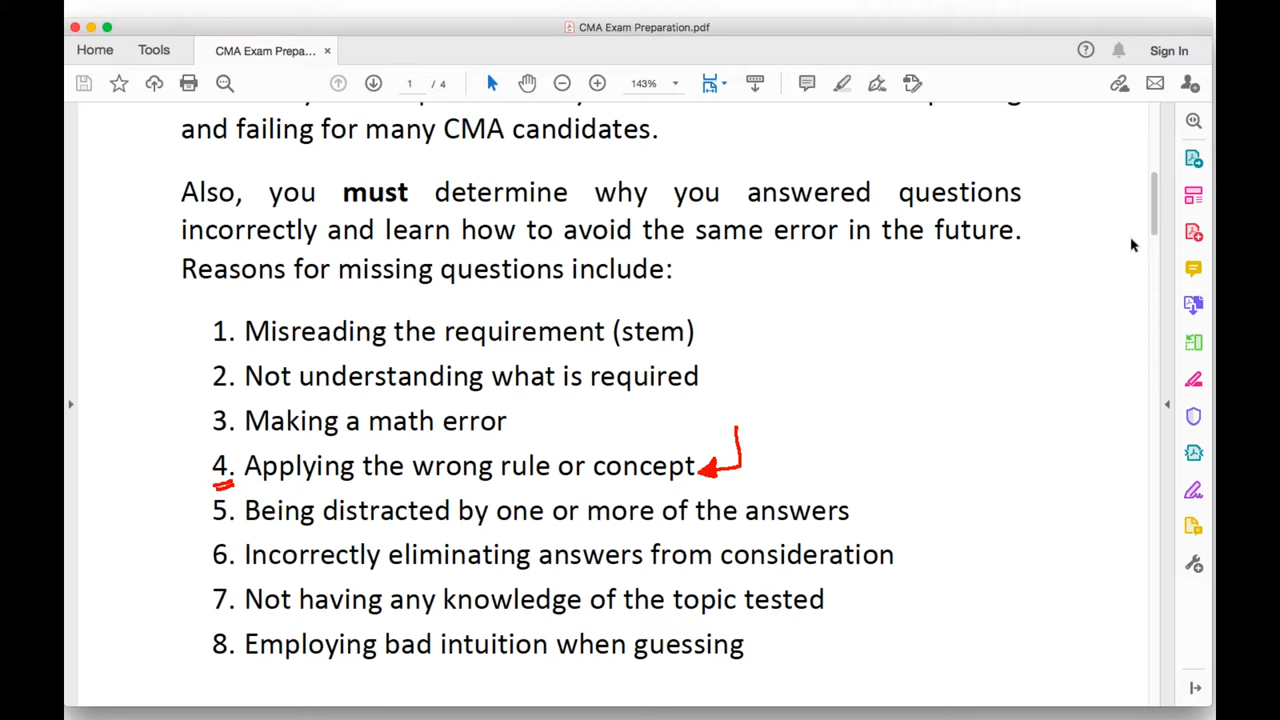 CMA Exam Preparation.pdf
Home Tools CMA Exam Prepa... × Sign In
1 / 4 143%
and failing for many CMA candidates.
Also, you must determine why you answered questions
incorrectly and learn how to avoid the same error in the future.
Reasons for missing questions include:
1. Misreading the requirement (stem)
2. Not understanding what is required
3. Making a math error
4. Applying the wrong rule or concept
5. Being distracted by one or more of the answers
6. Incorrectly eliminating answers from consideration
7. Not having any knowledge of the topic tested
8. Employing bad intuition when guessing